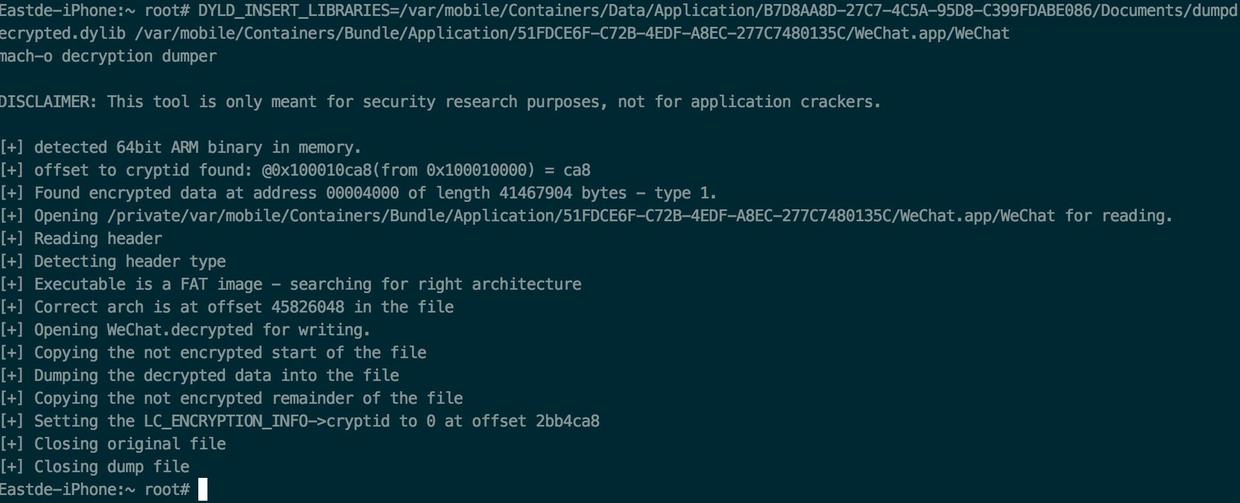 Eastde-iPhone:~ root# DYLD_INSERT_LIBRARIES=/var/mobile/Containers/Data/Application/B7D8AA8D-27C7-4C5A-95D8-C399FDABE086/Documents/dumpd
ecrypted.dylib /var/mobile/Containers/Bundle/Application/51FDCE6F-C72B-4EDF-A8EC-277C7480135C/WeChat.app/WeChat
mach-o decryption dumper
DISCLAIMER: This tool is only meant for security research purposes, not for application crackers.
[+] detected 64bit ARM binary in memory.
[+] offset to cryptid found: @0x100010ca8(from 0x100010000) = ca8
[+] Found encrypted data at address 00004000 of length 41467904 bytes - type 1.
[+] Opening /private/var/mobile/Containers/Bundle/Application/51FDCE6F-C72B-4EDF-A8EC-277C7480135C/WeChat.app/WeChat for reading.
[+] Reading header
[+] Detecting header type
[+] Executable is a FAT image - searching for right architecture
[+] Correct arch is at offset 45826048 in the file
[+] Opening WeChat.decrypted for writing.
[+] Copying the not encrypted start of the file
[+] Dumping the decrypted data into the file
[+] Copying the not encrypted remainder of the file
[+] Setting the LC_ENCRYPTION_INFO->cryptid to 0 at offset 2bb4ca8
[+] Closing original file
[+] Closing dump file
Eastde-iPhone:~ root#